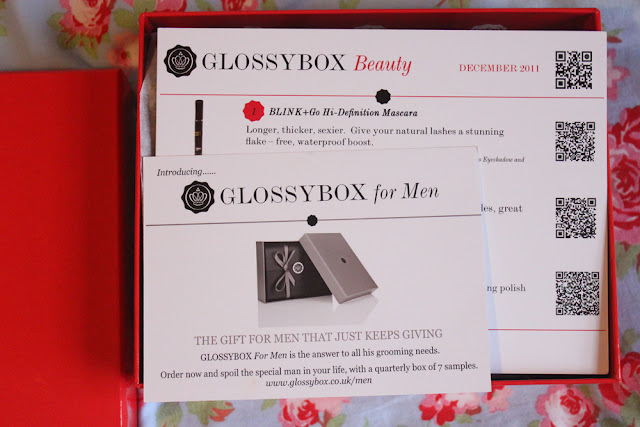 GLOSSYBOX Beauty
DECEMBER 2011
1 BLINK+Go Hi-Definition Mascara
Longer, thicker, sexier. Give your natural lashes a stunning
flake – free, waterproof boost.
Eyeshadow and
great
polish
Introducing......
GLOSSYBOX for Men
THE GIFT FOR MEN THAT JUST KEEPS GIVING
GLOSSYBOX For Men is the answer to all his grooming needs.
Order now and spoil the special man in your life, with a quarterly box of 7 samples.
www.glossybox.co.uk/men